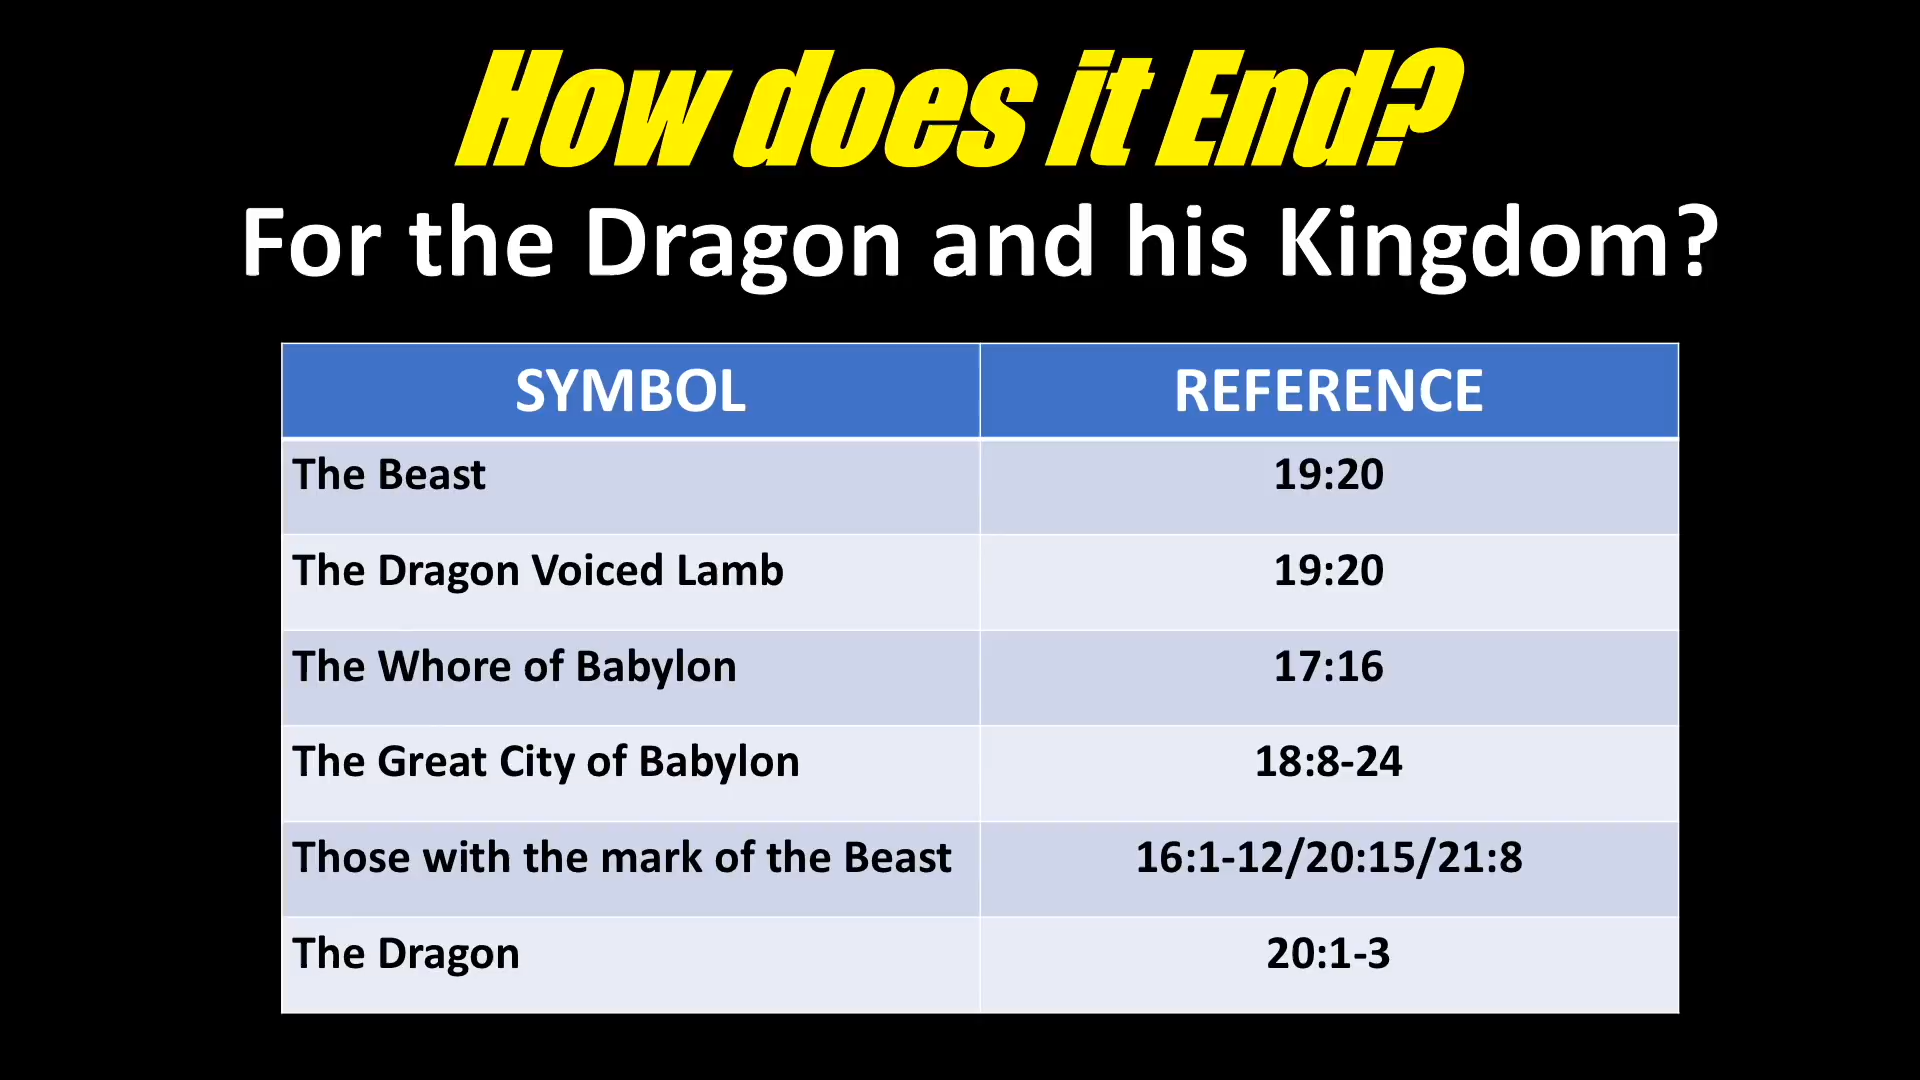 How does it End?
For the Dragon and his Kingdom?
SYMBOL REFERENCE
The Beast 19:20
The Dragon Voiced Lamb 19:20
The Whore of Babylon 17:16
The Great City of Babylon 18:8-24
Those with the mark of the Beast 16:1-12/20:15/21:8
The Dragon 20:1-3